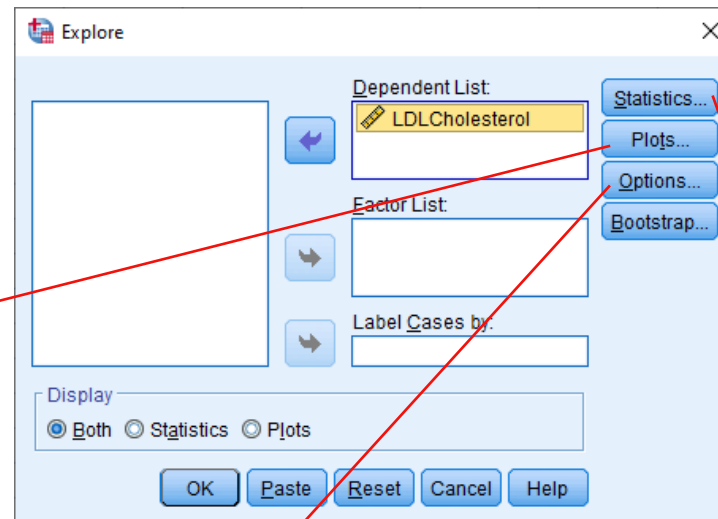 Explore
Dependent List:
LDLCholesterol
Statistics...
Plots...
Options...
Bootstrap...
Factor List:
Label Cases by:
Display
Both Statistics Plots
OK Paste Reset Cancel Help